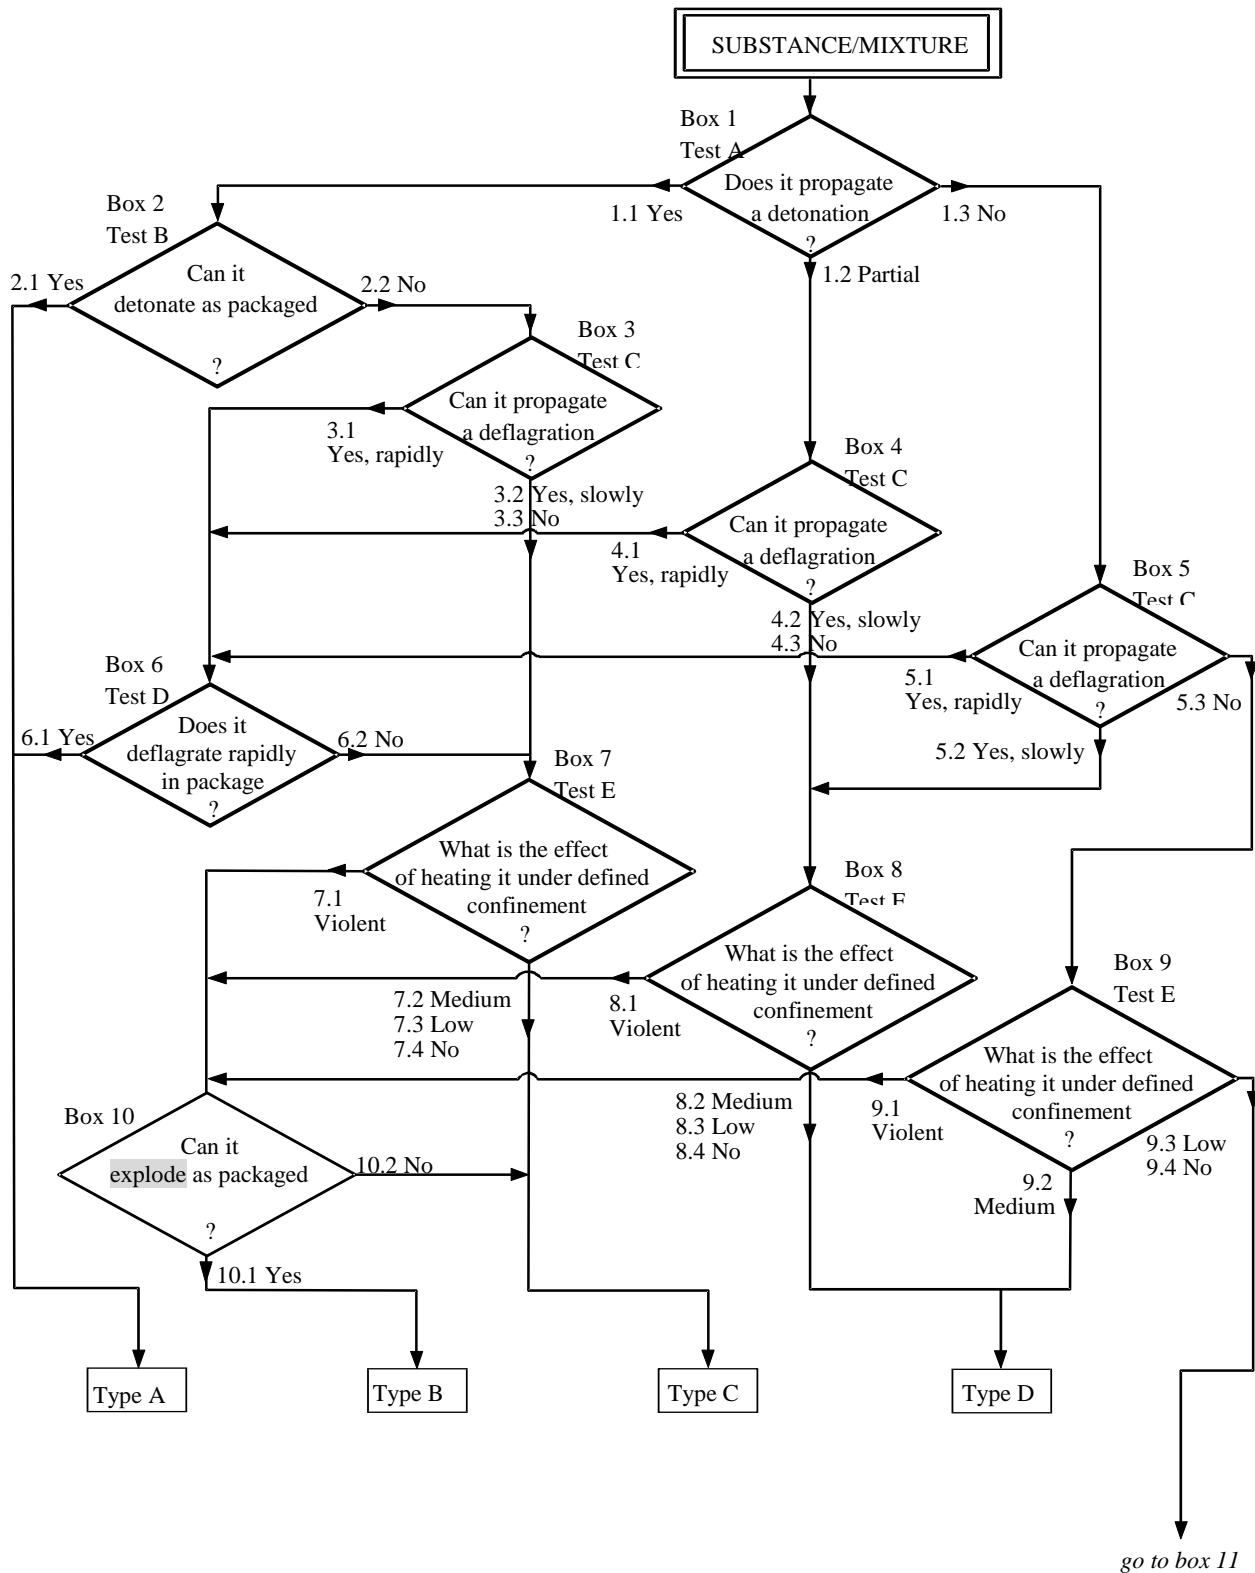 SUBSTANCE/MIXTURE
Box 1
Test A
Does it propagate
a detonation
?
1.1 Yes
1.3 No
1.2 Partial
Box 2
Test B
Can it
detonate as packaged
?
2.1 Yes
2.2 No
Box 3
Test C
Can it propagate
a deflagration
?
3.1
Yes, rapidly
3.2 Yes, slowly
3.3 No
Box 4
Test C
Can it propagate
a deflagration
?
4.1
Yes, rapidly
4.2 Yes, slowly
4.3 No
Box 5
Test C
Can it propagate
a deflagration
?
5.1
Yes, rapidly
5.3 No
5.2 Yes, slowly
Box 6
Test D
Does it
deflagrate rapidly
in package
?
6.1 Yes
6.2 No
Box 7
Test E
What is the effect
of heating it under defined
confinement
?
7.1
Violent
7.2 Medium
7.3 Low
7.4 No
Box 8
Test E
What is the effect
of heating it under defined
confinement
?
8.1
Violent
8.2 Medium
8.3 Low
8.4 No
Box 9
Test E
What is the effect
of heating it under defined
confinement
?
9.1
Violent
9.3 Low
9.4 No
9.2
Medium
Box 10
Can it
explode as packaged
?
10.2 No
10.1 Yes
Type A
Type B
Type C
Type D
go to box 11